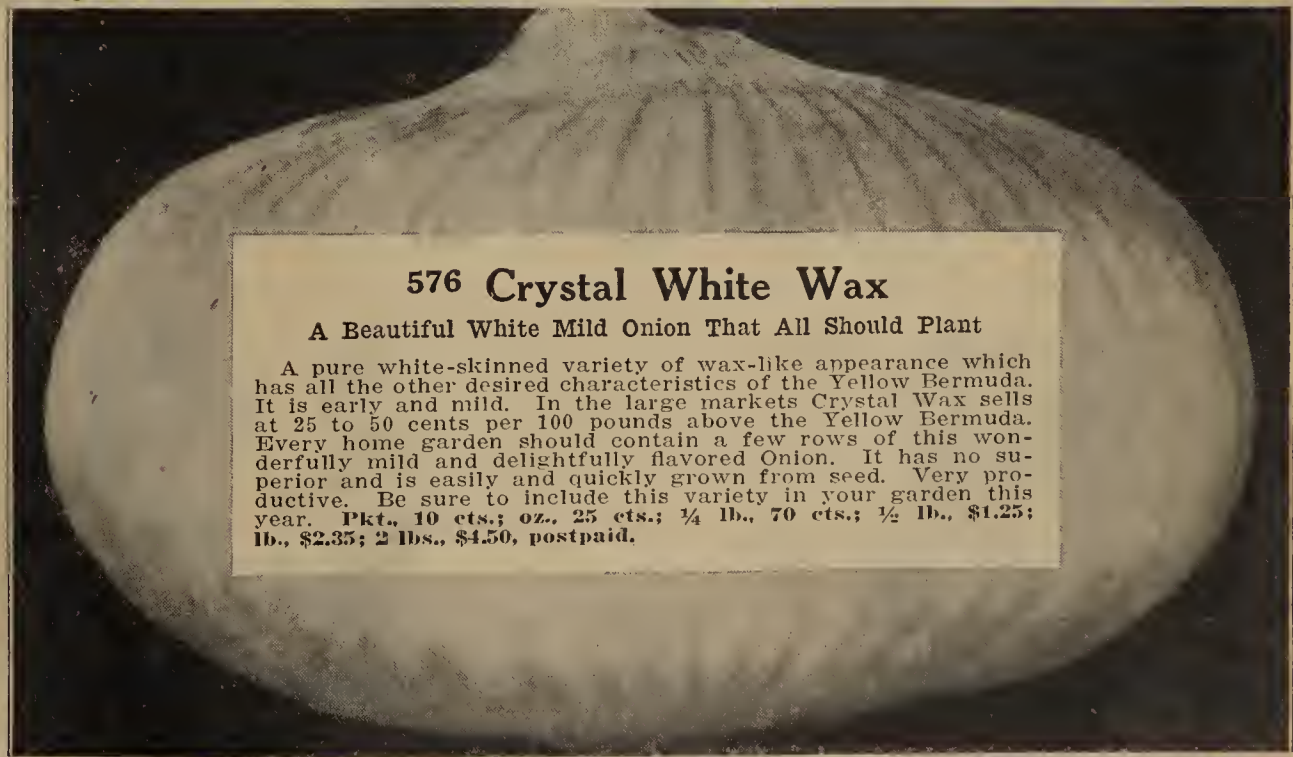 576 Crystal White Wax
A Beautiful White Mild Onion That All Should Plant
A pure white-skinned variety of wax-like appearance which
has all the other desired characteristics of the Yellow Bermuda.
It is early and mild. In the large markets Crystal Wax sells
at 25 to 50 cents per 100 pounds above the Yellow Bermuda.
Every home garden should contain a few rows of this won-
derfully mild and delightfully flavored Onion. It has no su-
perior and is easily and quickly grown from seed. Very pro-
ductive. Be sure to include this variety in your garden this
year. Pkt., 10 cts.; oz., 25 cts.; ¼ lb., 70 cts.; ½ lb., $1.25;
lb., $2.35; 2 lbs., $4.50, postpaid.